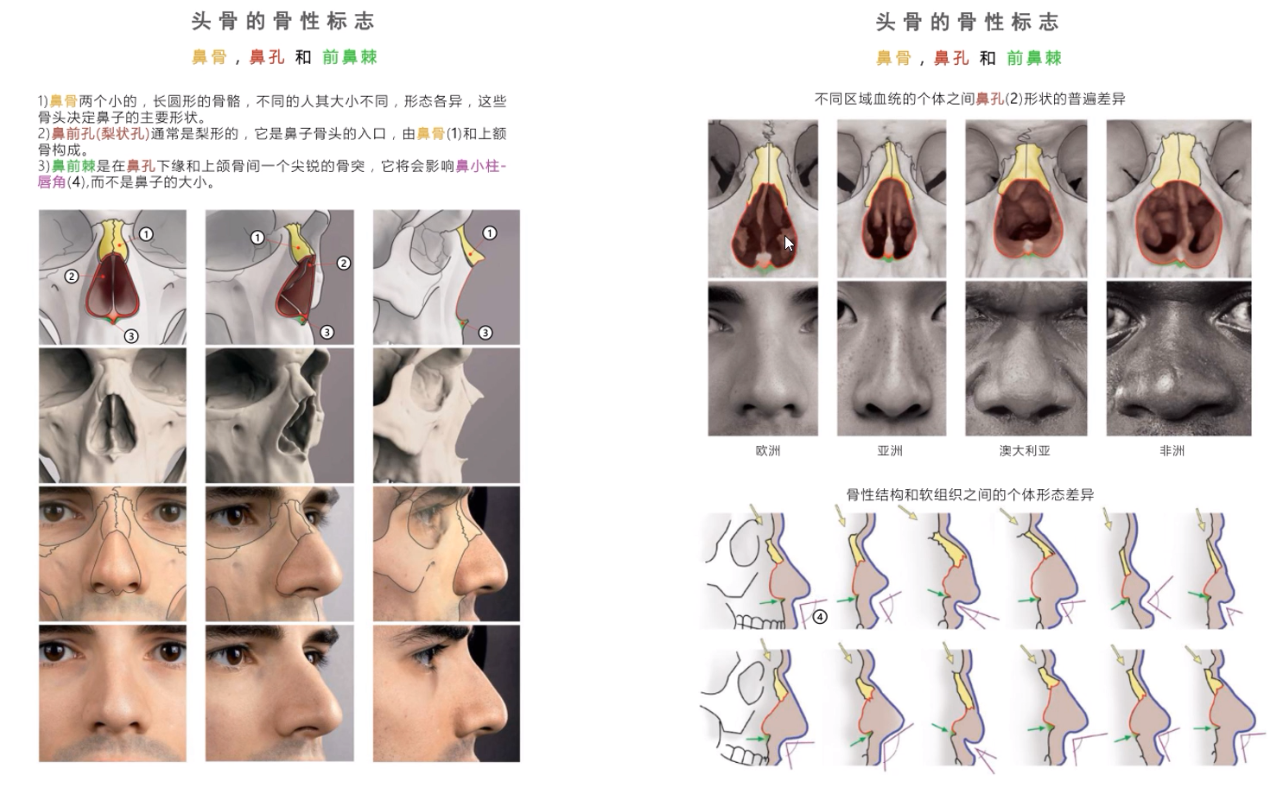 头骨的骨性标志
鼻骨，鼻孔 和 前鼻棘
1)鼻骨两个小的，长圆形的骨骼，不同的人其大小不同，形态各异，这些
骨头决定鼻子的主要形状。
2)鼻前孔(梨状孔)通常是梨形的，它是鼻子骨头的入口，由鼻骨(1)和上额
骨构成。
3)鼻前棘是在鼻孔下缘和上颌骨间一个尖锐的骨突，它将会影响鼻小柱-
唇角(4),而不是鼻子的大小。
①
②
③
①
②
③
①
③
头骨的骨性标志
鼻骨，鼻孔 和 前鼻棘
不同区域血统的个体之间鼻孔(2)形状的普遍差异
欧洲
亚洲
澳大利亚
非洲
骨性结构和软组织之间的个体形态差异
④